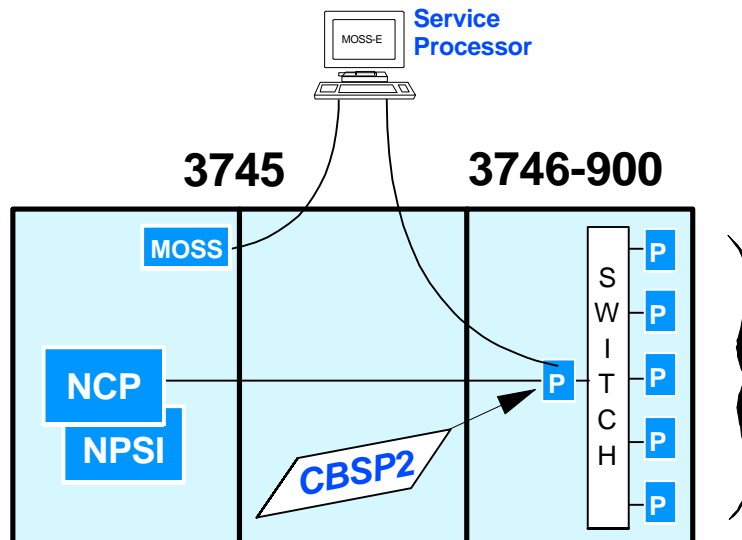 Service
Processor
MOSS-E
3745
3746-900
MOSS
P
S
W
I
T
C
H
P
P
P
P
NCP
P
NPSI
CBSP2